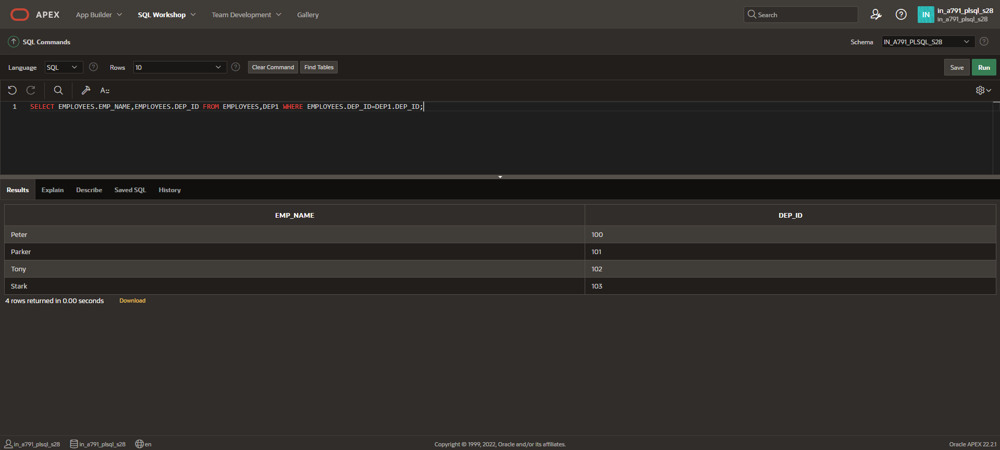 APEX App Builder SQL Workshop Team Development Gallery Search in_a791_plsql_s28
IN in_a791_plsql_s28
SQL Commands Schema IN_A791_PLSQL_S28
Language SQL Rows 10 Clear Command Find Tables Save Run
A
1 SELECT EMPLOYEES.EMP_NAME,EMPLOYEES.DEP_ID FROM EMPLOYEES,DEP1 WHERE EMPLOYEES.DEP_ID=DEP1.DEP_ID;
Results Explain Describe Saved SQL History
EMP_NAME DEP_ID
Peter 100
Parker 101
Tony 102
Stark 103
4 rows returned in 0.00 seconds Download
in_a791_plsql_s28 in_a791_plsql_s28 en Copyright © 1999, 2022, Oracle and/or its affiliates. Oracle APEX 22.2.1